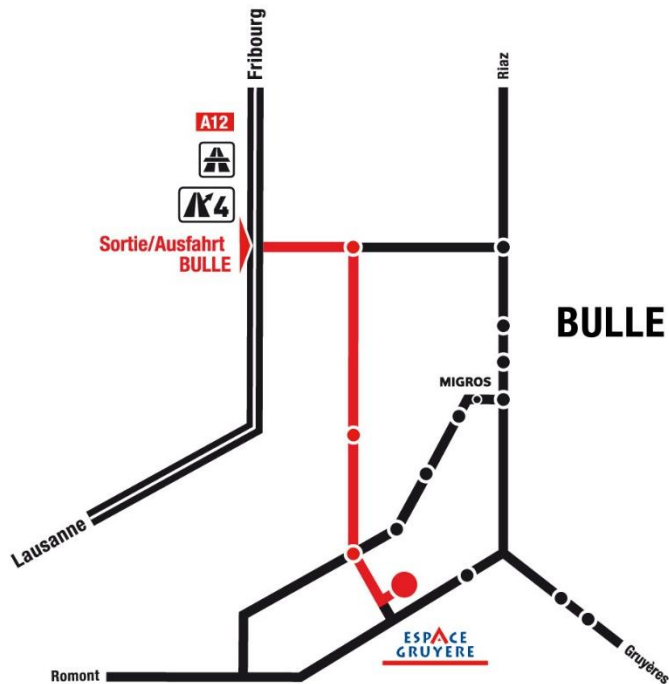 Fribourg
Riaz
A12
4
Sortie/Ausfahrt
BULLE
BULLE
MIGROS
Lausanne
ESPACE
GRUYERE
Gruyères
Romont